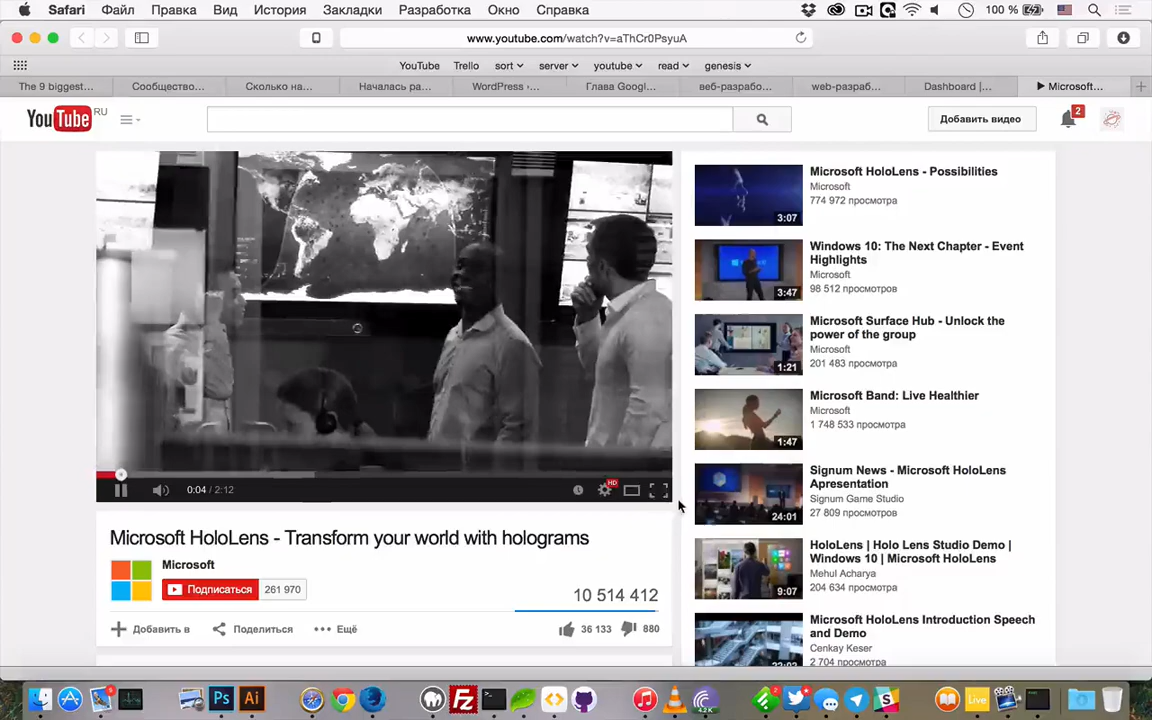 Safari Файл Правка Вид История Закладки Разработка Окно Справка 100 %
www.youtube.com/watch?v=aThCr0PsyuA
YouTube Trello sort server youtube read genesis
The 9 biggest... Сообщество... Сколько на... Началась ра... WordPress ›... Глава Googl... веб-разрабо... web-разраб... Dashboard |... Microsoft...
YouTube RU Добавить видео 2
Microsoft HoloLens - Possibilities
Microsoft
774 972 просмотра
3:07
Windows 10: The Next Chapter - Event
Highlights
Microsoft
98 512 просмотров
3:47
Microsoft Surface Hub - Unlock the
power of the group
Microsoft
201 483 просмотра
1:21
Microsoft Band: Live Healthier
Microsoft
1 748 533 просмотра
1:47
Signum News - Microsoft HoloLens
Apresentation
Signum Game Studio
27 809 просмотров
24:01
HoloLens | Holo Lens Studio Demo |
Windows 10 | Microsoft HoloLens
Mehul Acharya
204 634 просмотра
9:07
Microsoft HoloLens Introduction Speech
and Demo
Cenkay Keser
2 704 просмотра
0:04 / 2:12 HD
Microsoft HoloLens - Transform your world with holograms
Microsoft
Подписаться 261 970
10 514 412
Добавить в Поделиться Ещё 36 133 880
Ps Ai Fz 4.2K 2 S Live